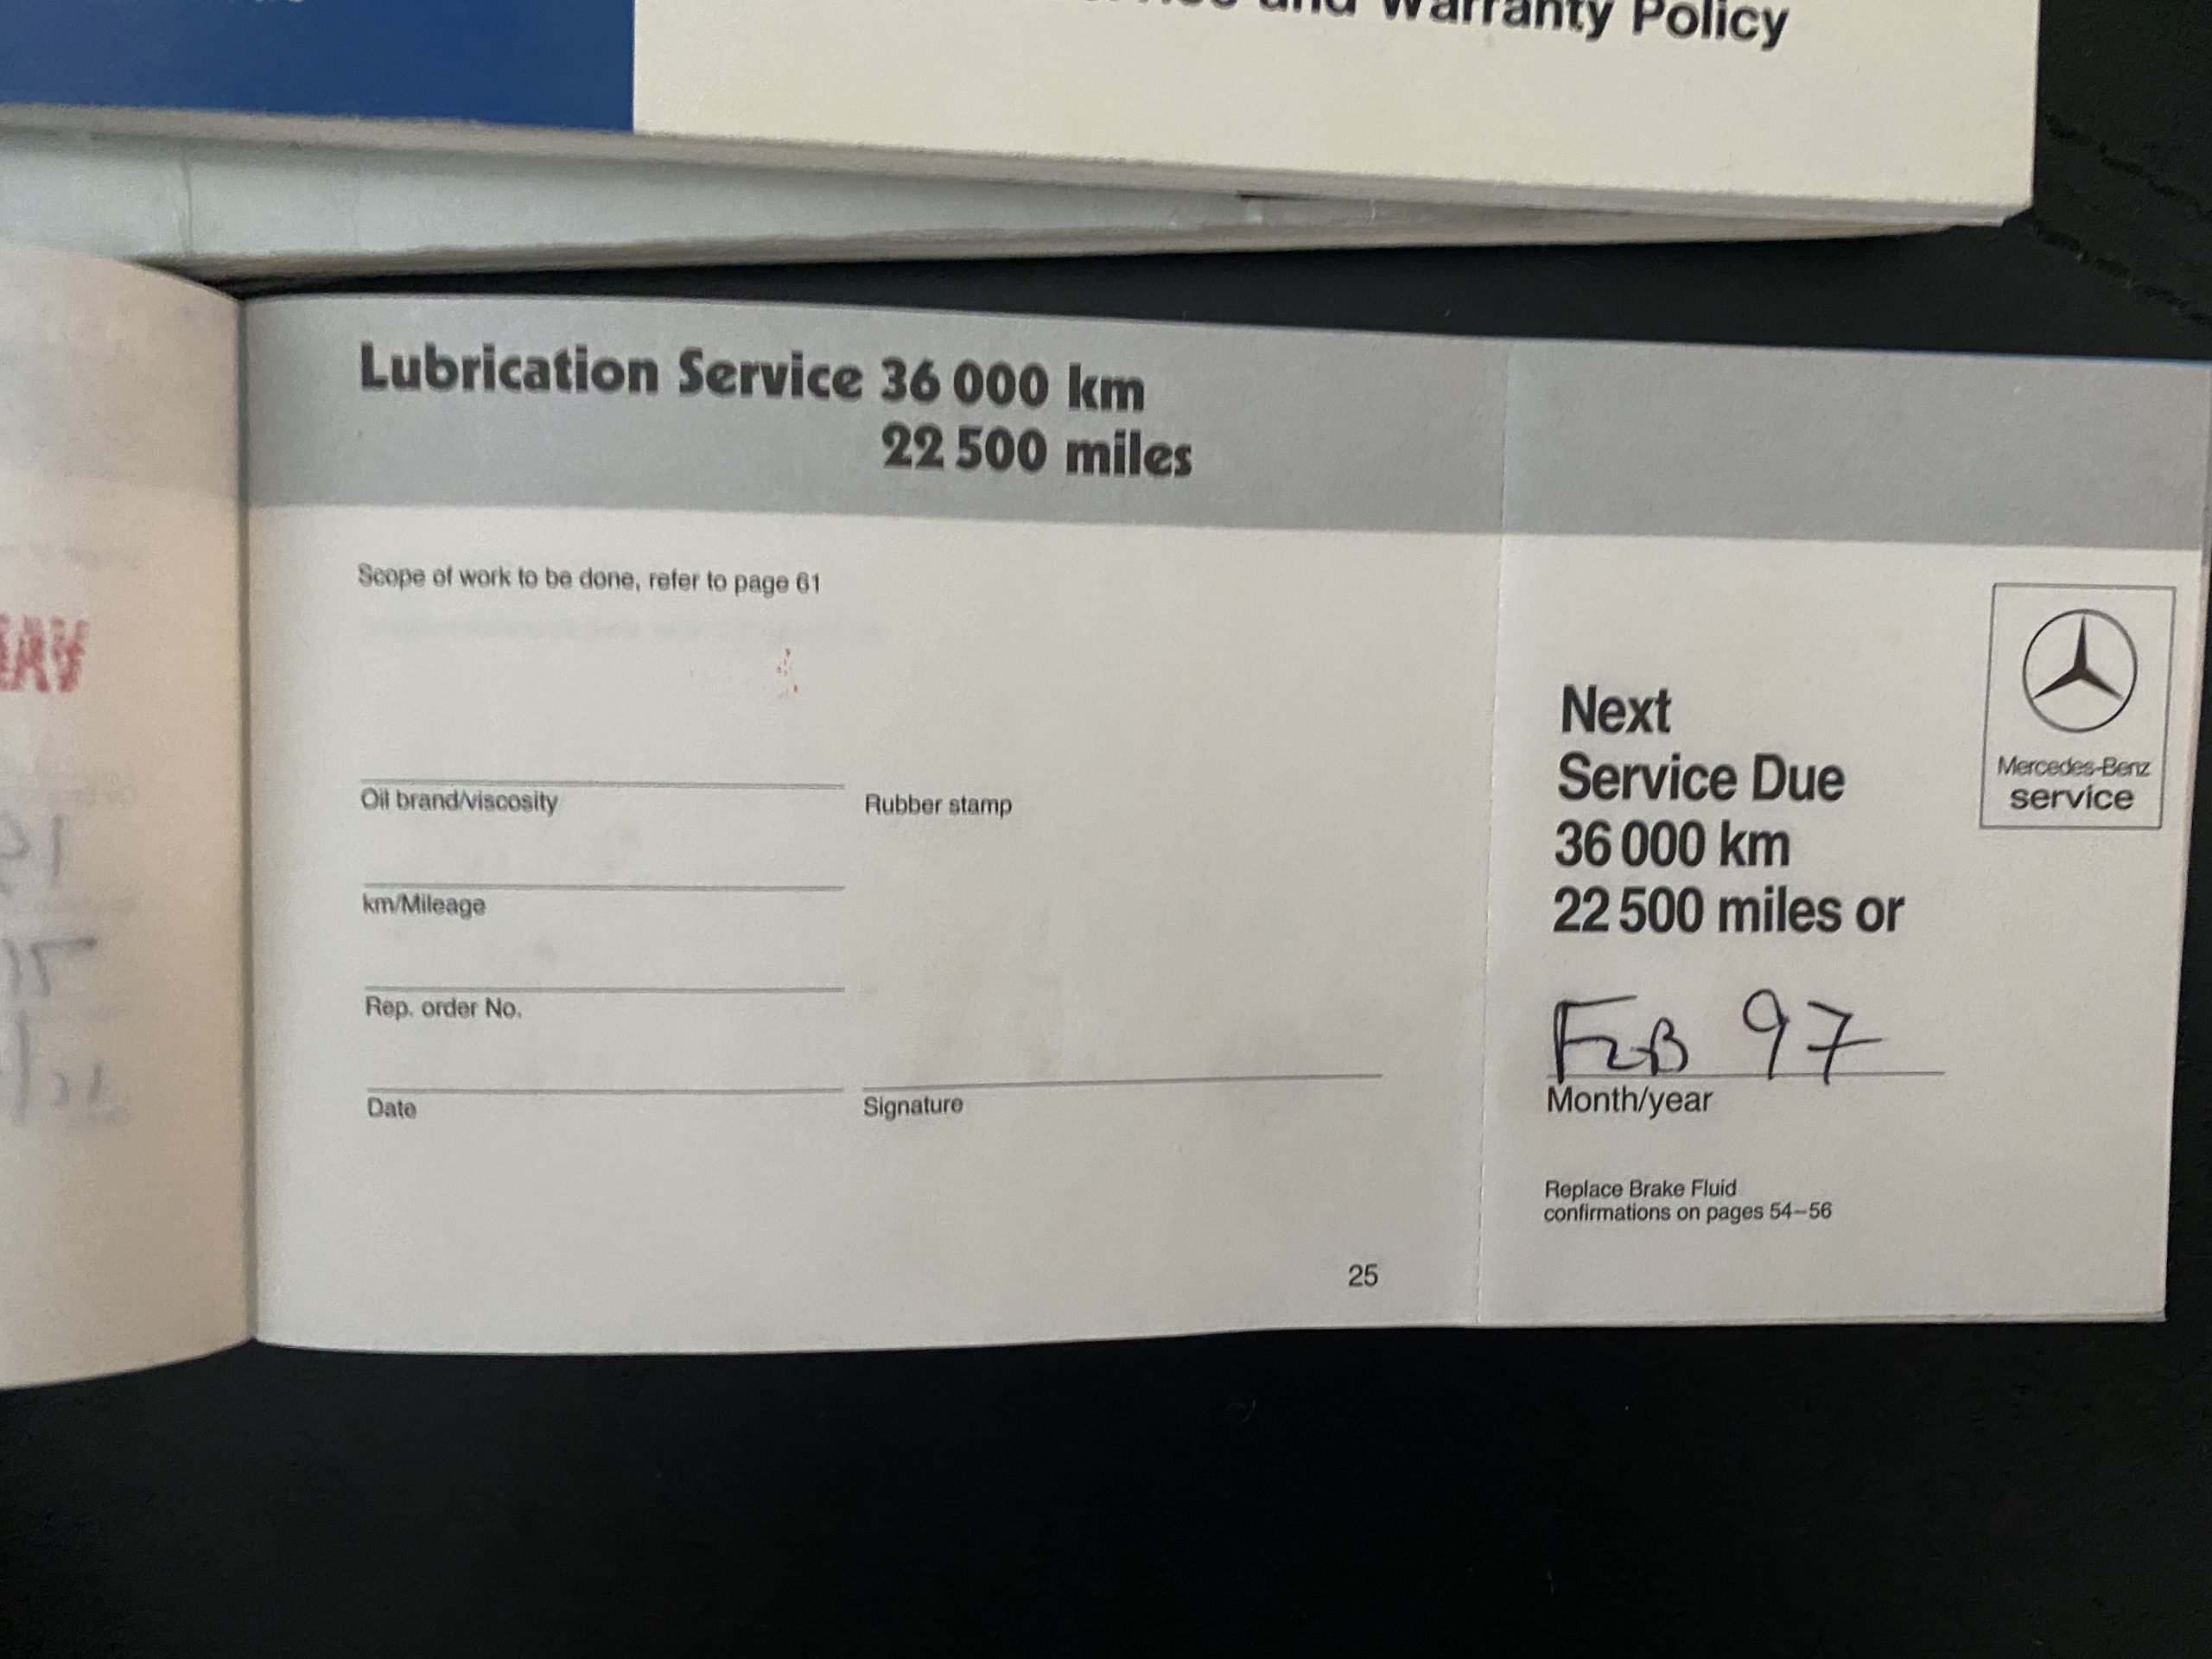 and Warranty Policy
Lubrication Service 36 000 km
22 500 miles
Scope of work to be done, refer to page 61
Oil brand/viscosity
Rubber stamp
km/Mileage
Rep. order No.
Date
Signature
25
Next
Service Due
36 000 km
22 500 miles or
FEB 97
Month/year
Replace Brake Fluid
confirmations on pages 54–56
Mercedes-Benz
service